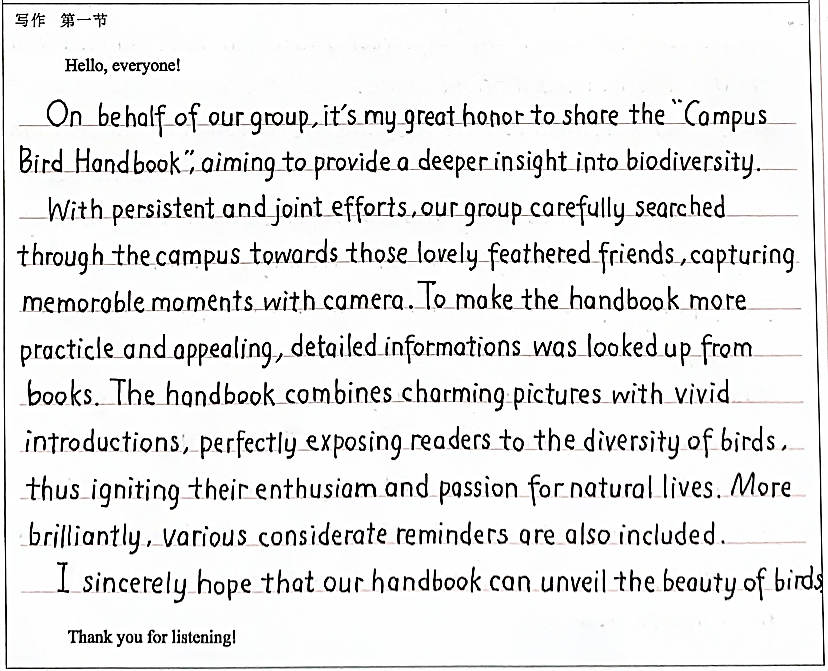 写作 第一节
Hello, everyone!
On behalf of our group, it's my great honor to share the "Campus
Bird Handbook", aiming to provide a deeper insight into biodiversity.
With persistent and joint efforts, our group carefully searched
through the campus towards those lovely feathered friends, capturing
memorable moments with camera. To make the handbook more
practicle and appealing, detailed informations was looked up from
books. The handbook combines charming pictures with vivid
introductions, perfectly exposing readers to the diversity of birds,
thus igniting their enthusiam and passion for natural lives. More
brilliantly, various considerate reminders are also included.
I sincerely hope that our handbook can unveil the beauty of birds
Thank you for listening!